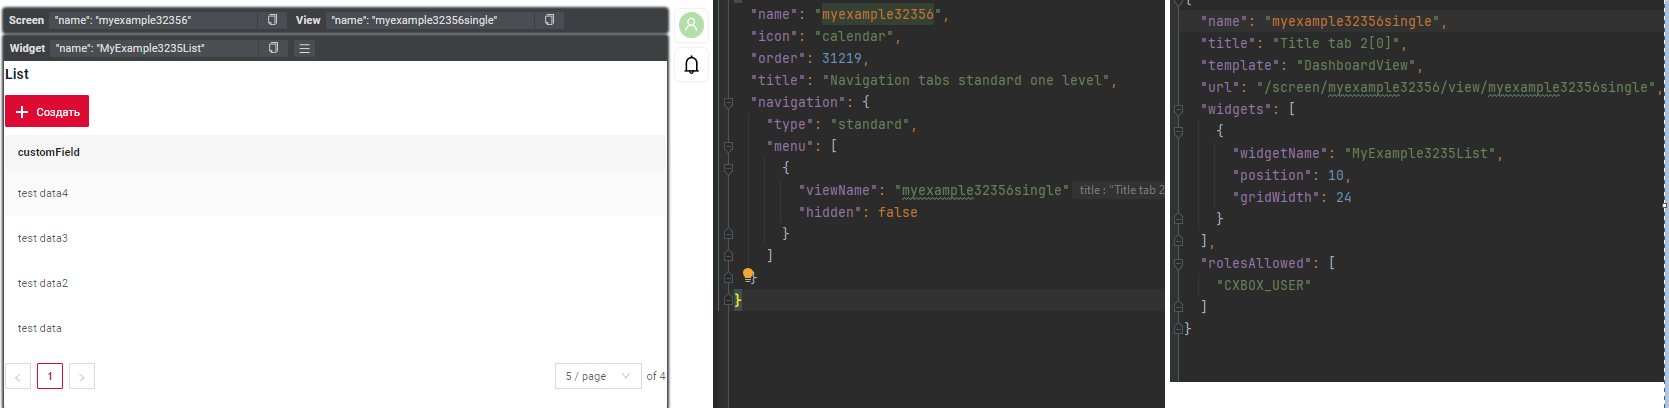 Screen "name": "myexample32356" View "name": "myexample32356single"
Widget "name": "MyExample3235List"
List
+ Создать
customField
test data4
test data3
test data2
test data
< 1 > 5 / page of 4
"name": "myexample32356",
"icon": "calendar",
"order": 31219,
"title": "Navigation tabs standard one level",
"navigation": {
"type": "standard",
"menu": [
{
"viewName": "myexample32356single" title: "Title tab 2
"hidden": false
}
]
}
}
{
"name": "myexample32356single",
"title": "Title tab 2[0]",
"template": "DashboardView",
"url": "/screen/myexample32356/view/myexample32356single",
"widgets": [
{
"widgetName": "MyExample3235List",
"position": 10,
"gridWidth": 24
}
],
"rolesAllowed": [
"CXBOX_USER"
]
}